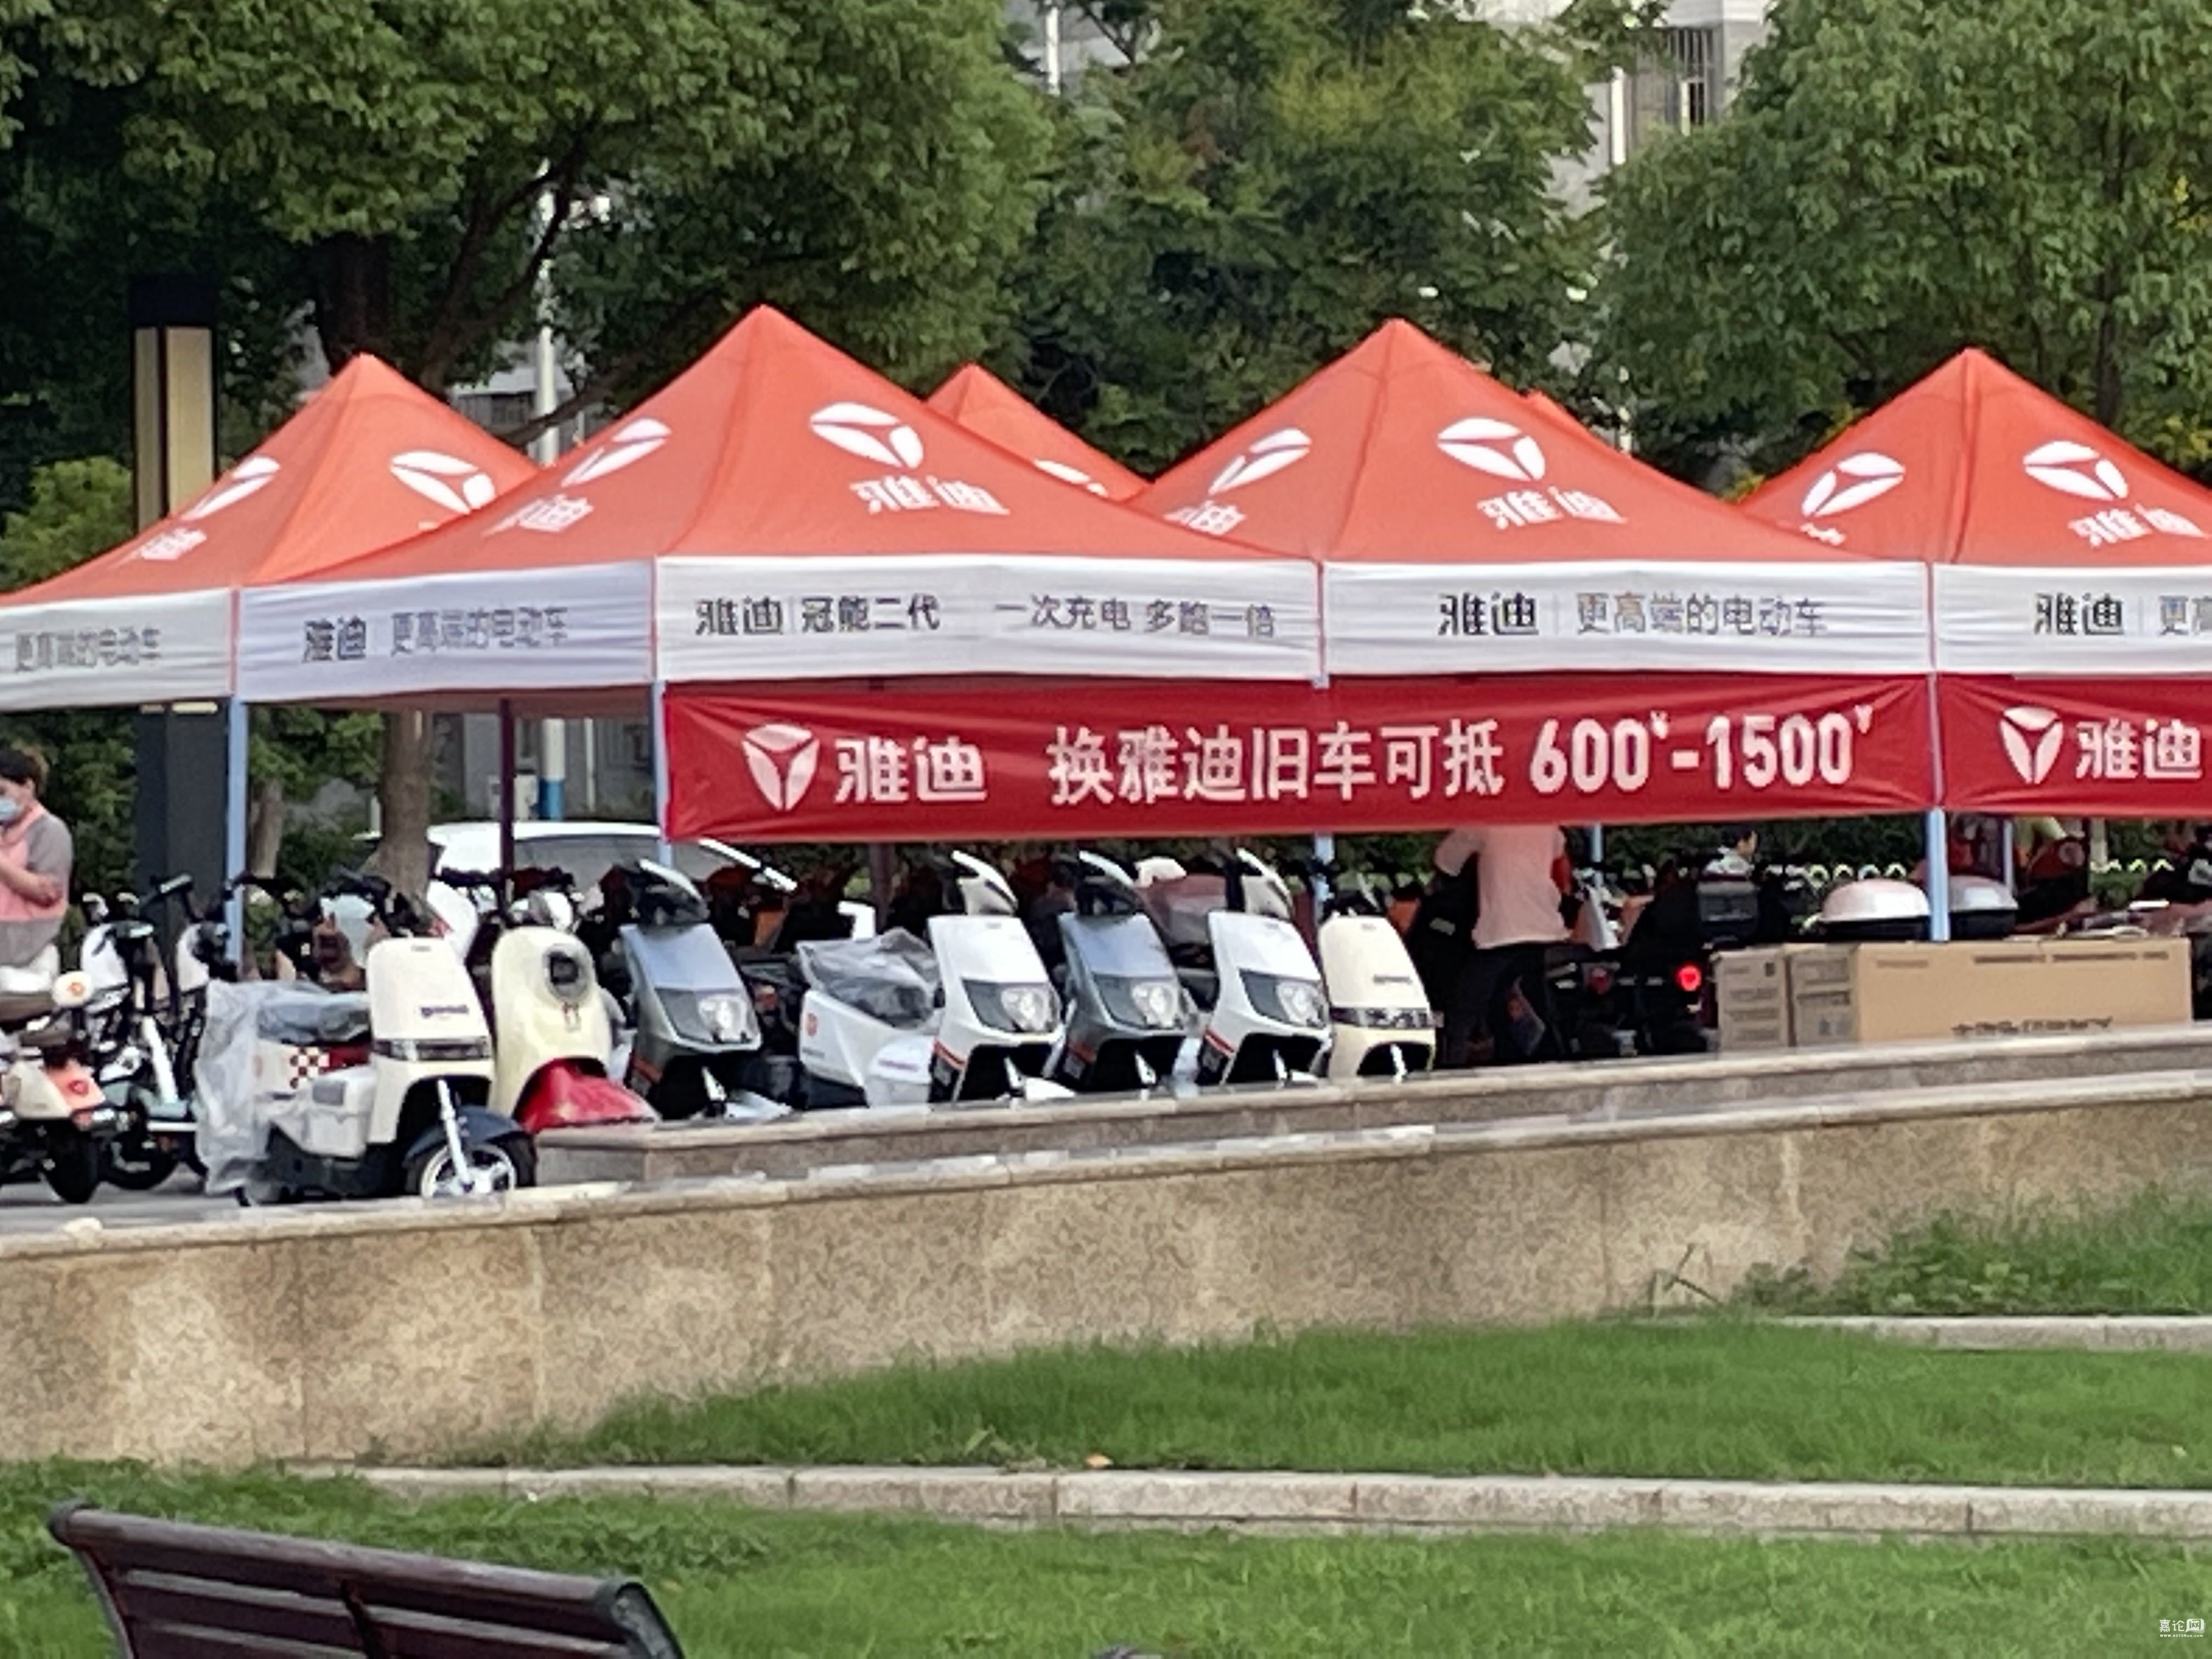 雅迪
雅迪
雅迪
雅迪
更高端的电动车
雅迪 更高端的电动车
雅迪 冠能二代 一次充电 多跑一倍
雅迪 更高端的电动车
雅迪 更高
雅迪 换雅迪旧车可抵 600¥-1500¥
雅迪
嘉论网